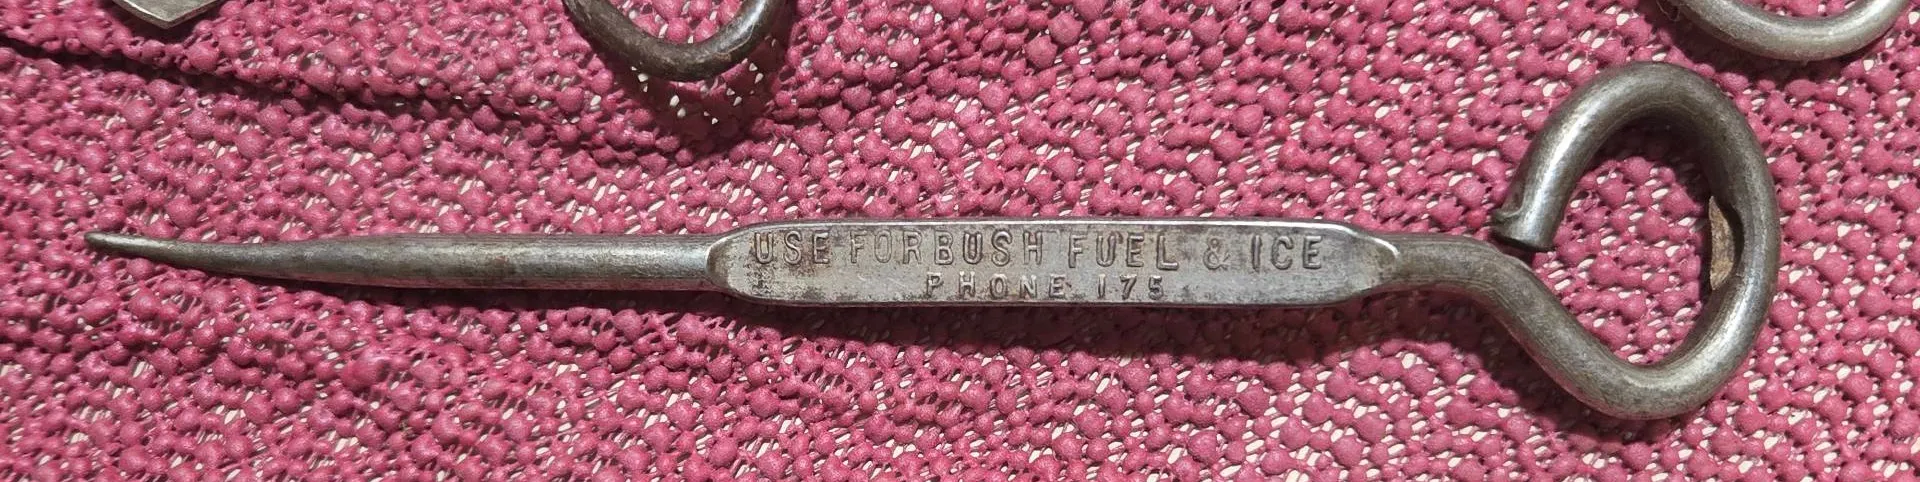 USE FORBUSH FUEL & ICE
PHONE 175